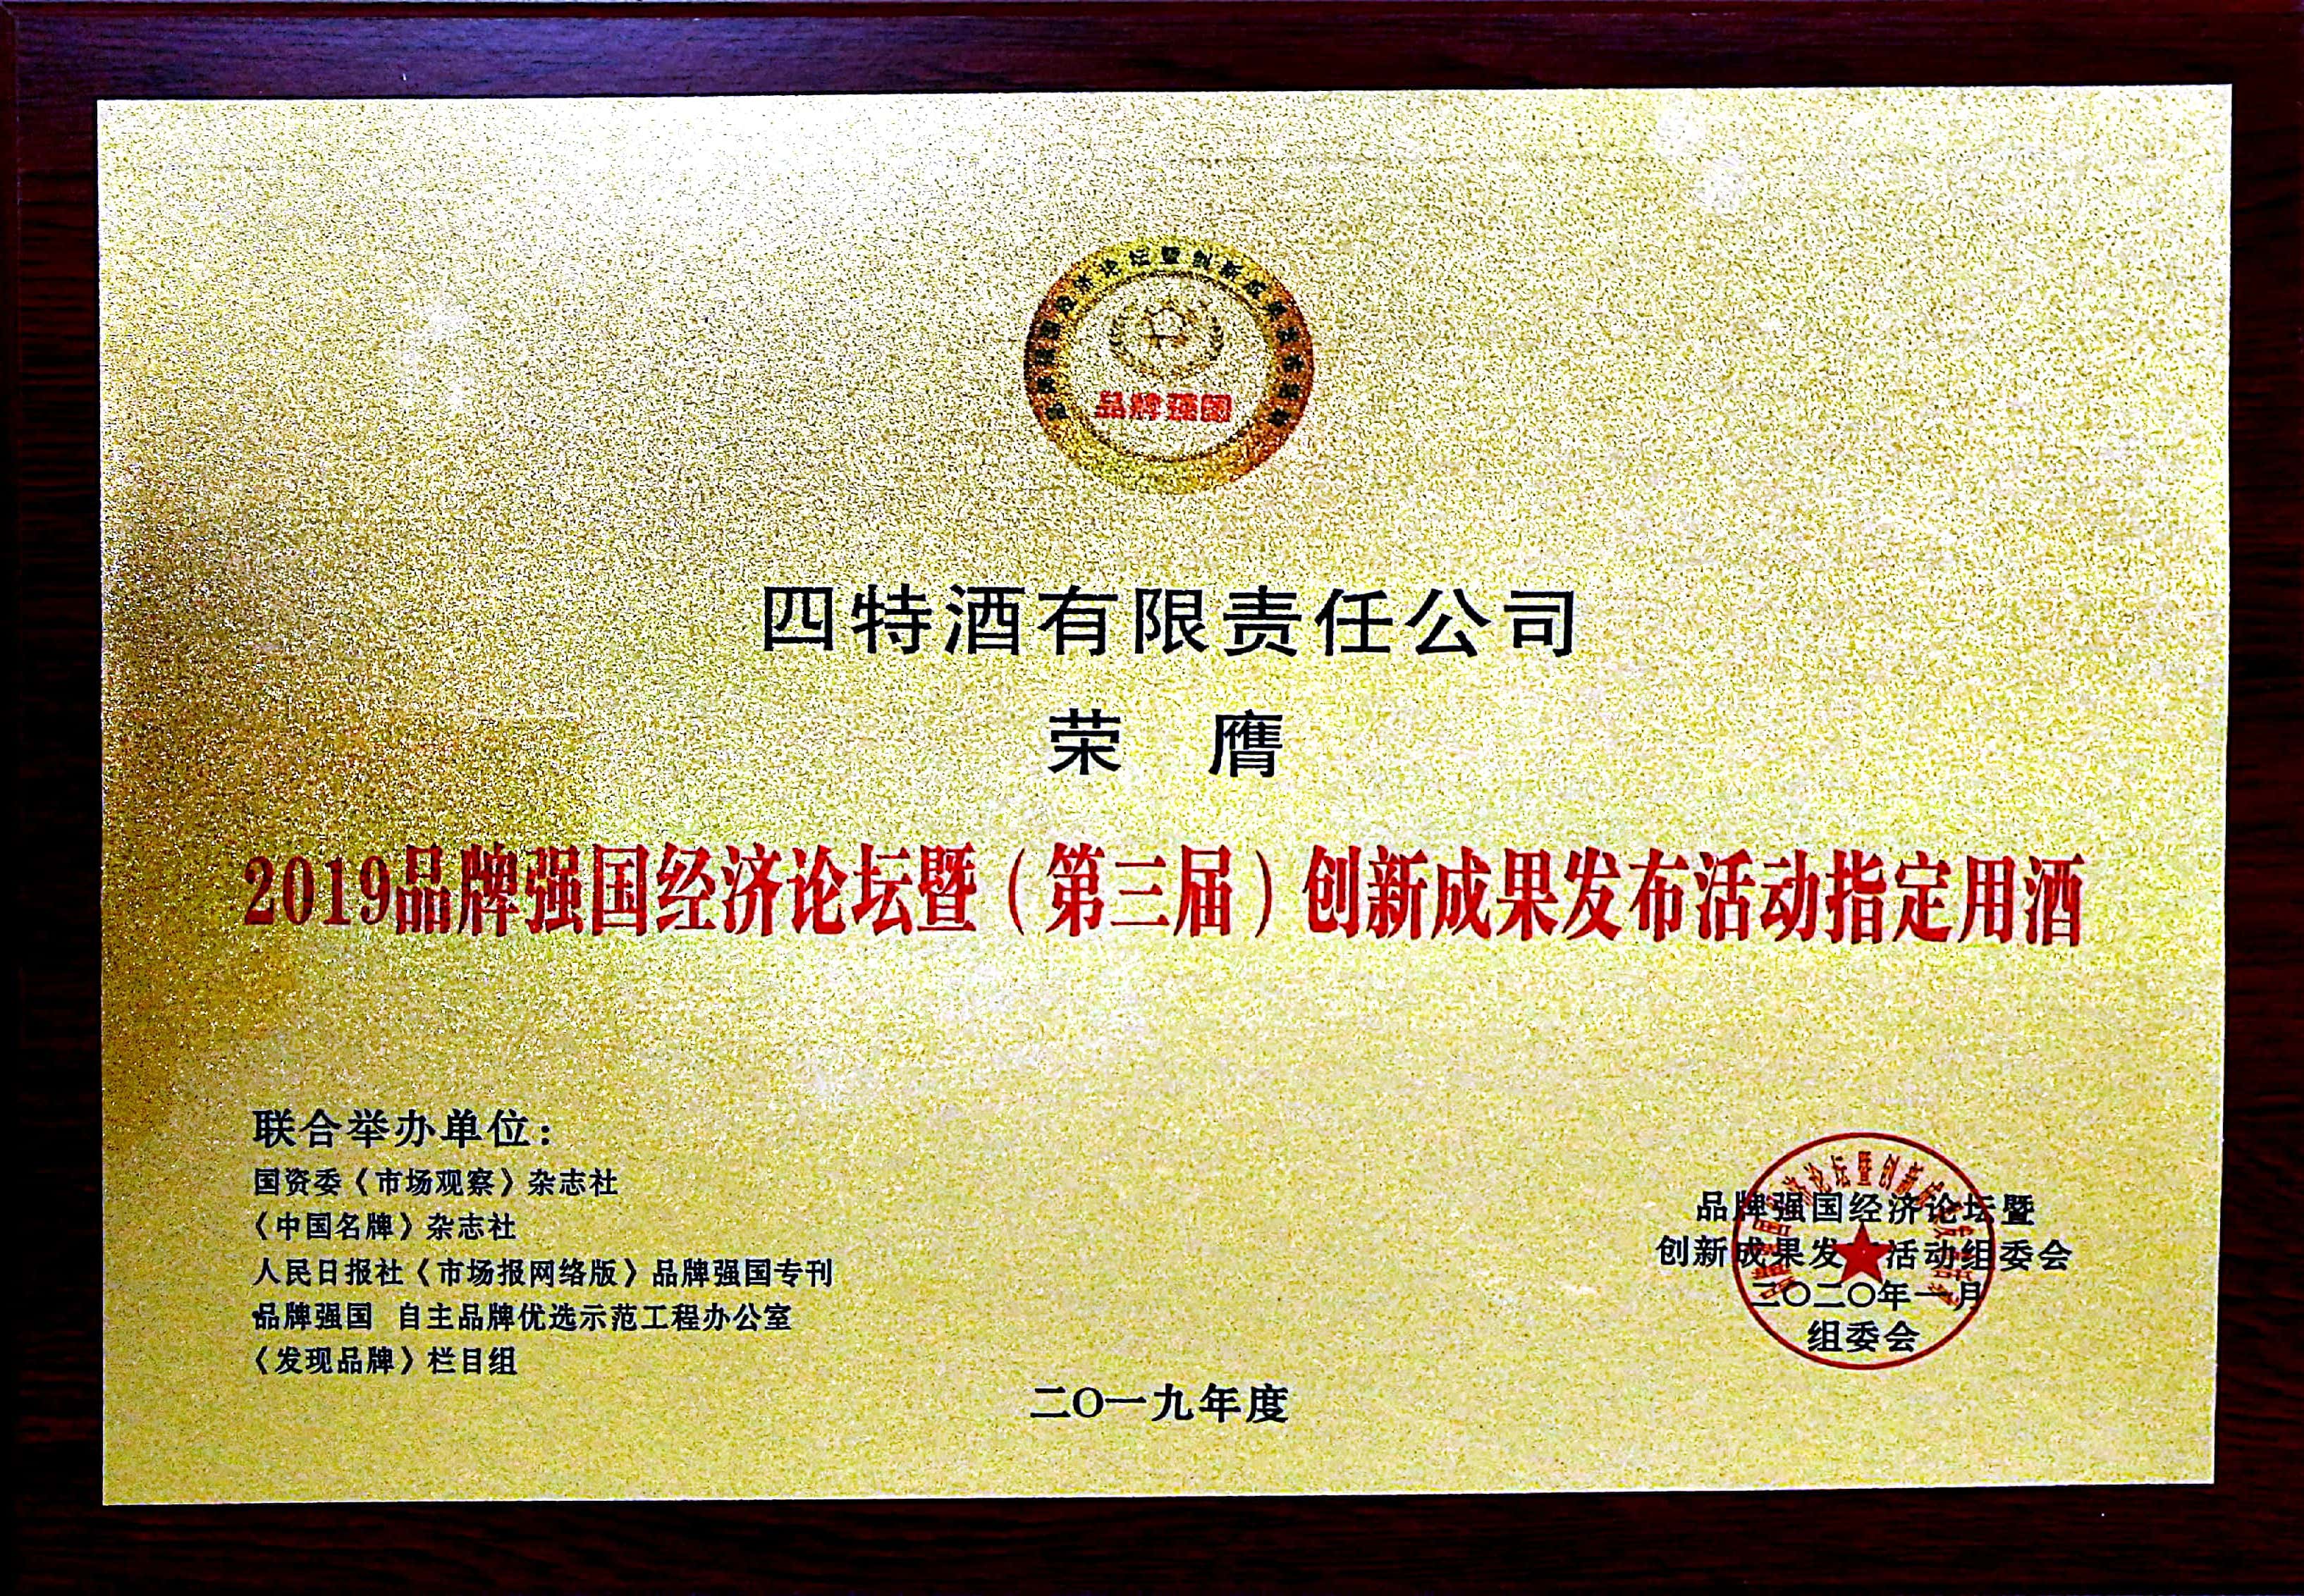 品牌强国
四特酒有限责任公司
荣 膺
2019品牌强国经济论坛暨（第三届）创新成果发布活动指定用酒
联合举办单位：
国资委《市场观察》杂志社
《中国名牌》杂志社
人民日报社《市场报网络版》品牌强国专刊
品牌强国 自主品牌优选示范工程办公室
《发现品牌》栏目组
品牌强国经济论坛暨
创新成果发布活动组委会
二〇二〇年一月
组委会
二〇一九年度